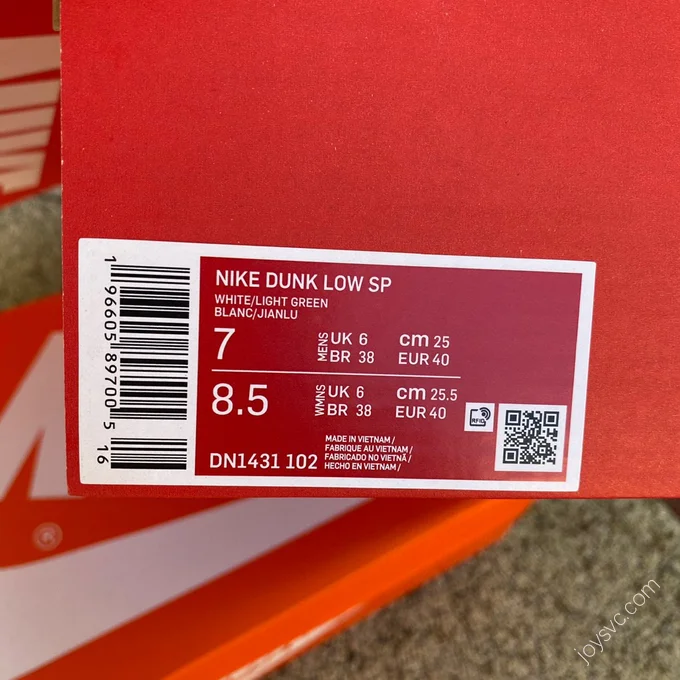 NIKE DUNK LOW SP
WHITE/LIGHT GREEN
BLANC/JIANLU
7 MENS UK 6 cm 25
BR 38 EUR 40
8.5 WMNS UK 6 cm 25.5
BR 38 EUR 40
RFID
DN1431 102
MADE IN VIETNAM /
FABRIQUE AU VIETNAM /
FABRICADO NO VIETNÃ /
HECHO EN VIETNAM /
1 96605 89700 5 16
®
joysvc.com